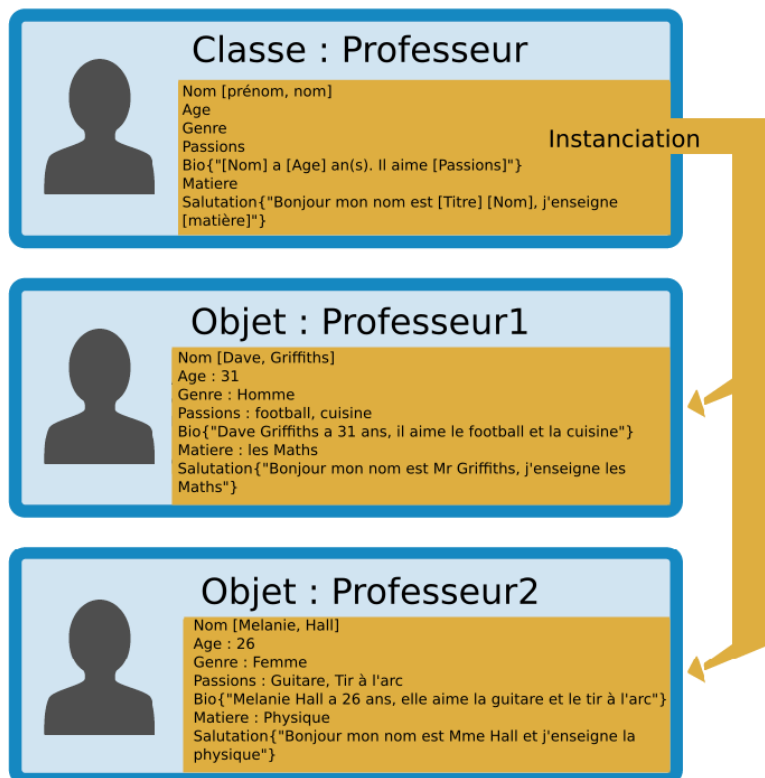 Classe : Professeur
Nom [prénom, nom]
Age
Genre
Passions
Bio{"[Nom] a [Age] an(s). Il aime [Passions]"}
Matiere
Salutation{"Bonjour mon nom est [Titre] [Nom], j'enseigne
[matière]"}
Instanciation
Objet : Professeur1
Nom [Dave, Griffiths]
Age : 31
Genre : Homme
Passions : football, cuisine
Bio{"Dave Griffiths a 31 ans, il aime le football et la cuisine"}
Matiere : les Maths
Salutation{"Bonjour mon nom est Mr Griffiths, j'enseigne les
Maths"}
Objet : Professeur2
Nom [Melanie, Hall]
Age : 26
Genre : Femme
Passions : Guitare, Tir à l'arc
Bio{"Melanie Hall a 26 ans, elle aime la guitare et le tir à l'arc"}
Matiere : Physique
Salutation{"Bonjour mon nom est Mme Hall et j'enseigne la
physique"}